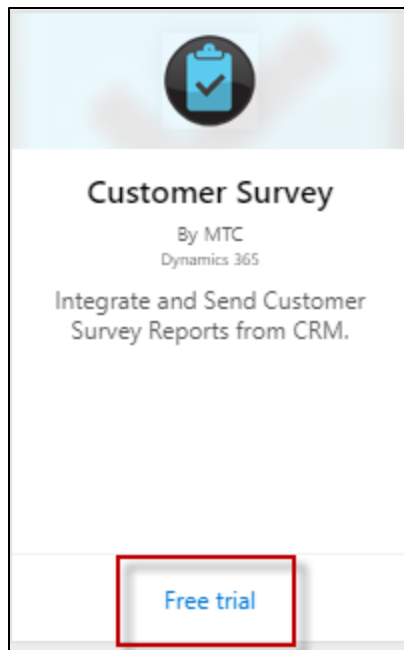 Customer Survey
By MTC
Dynamics 365
Integrate and Send Customer
Survey Reports from CRM.
Free trial